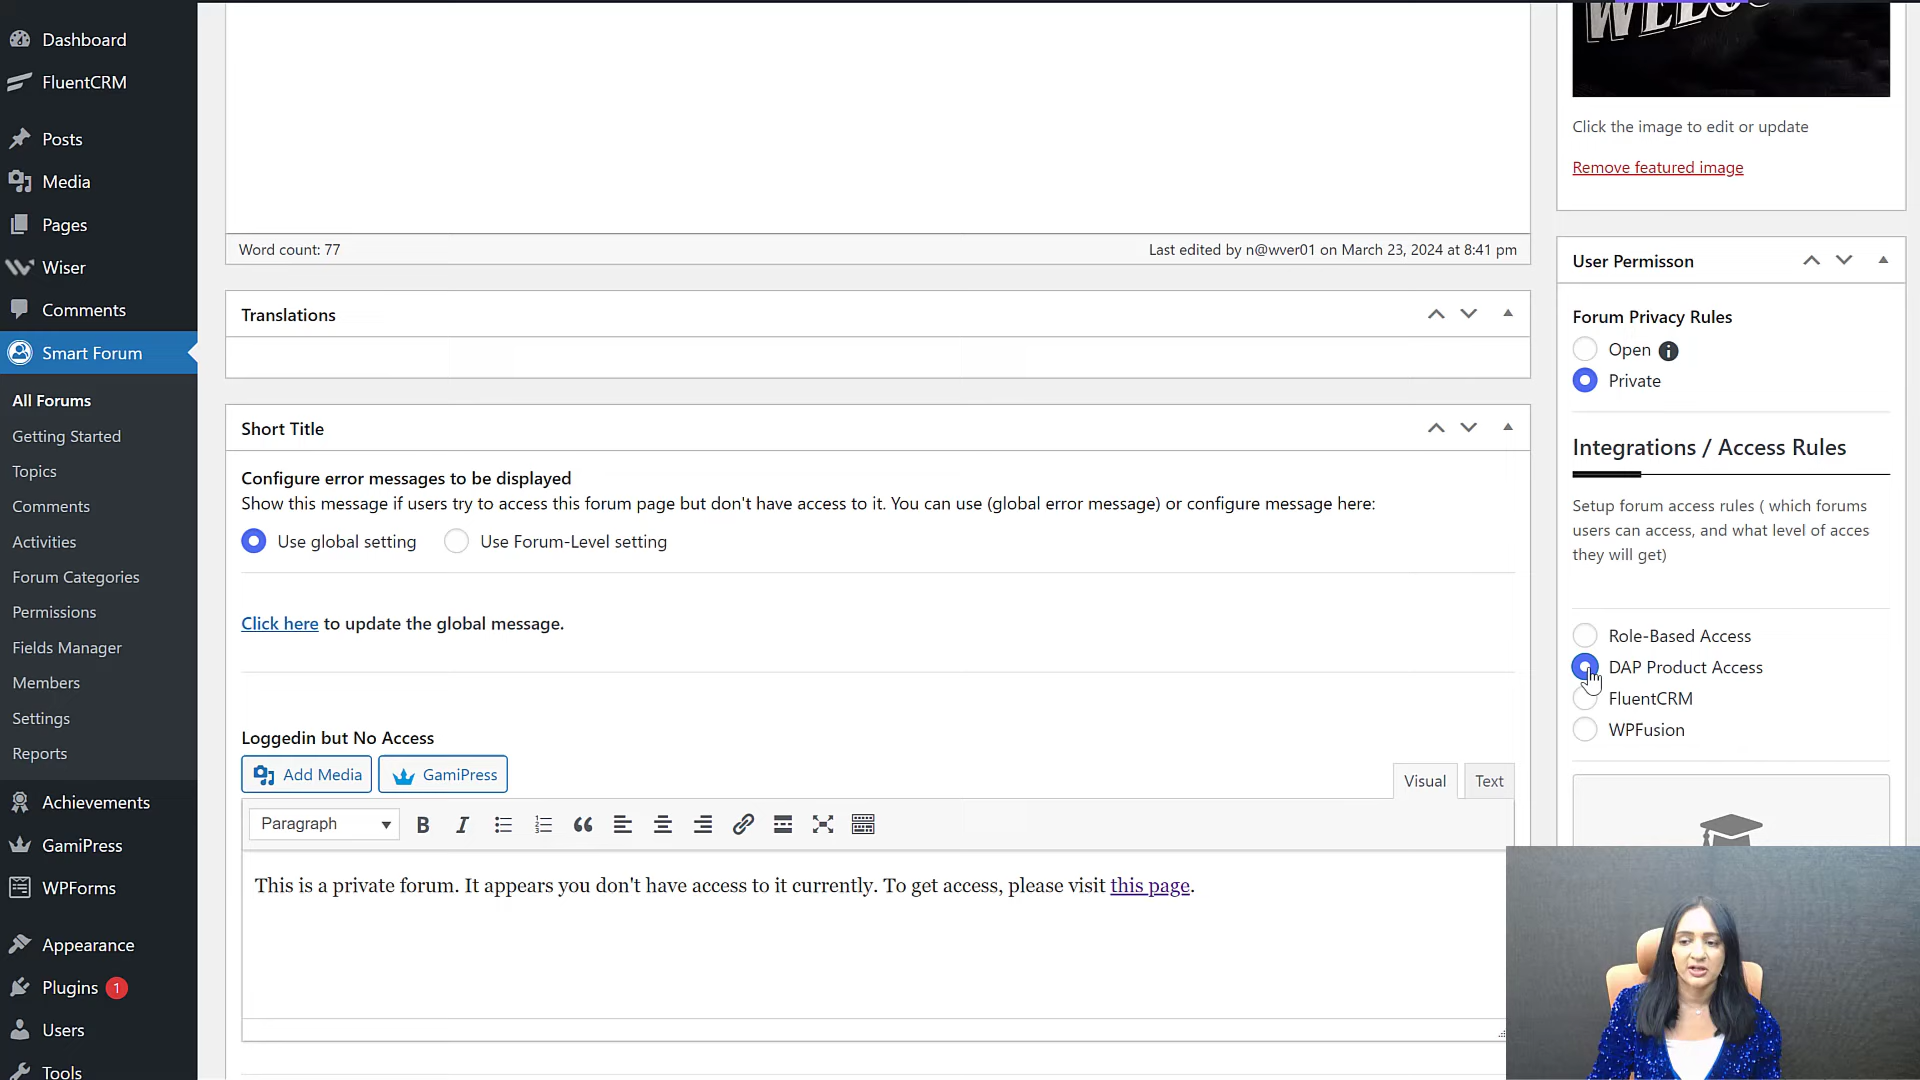 Dashboard
FluentCRM
Posts
Media
Pages
Wiser
Comments
Smart Forum
All Forums
Getting Started
Topics
Comments
Activities
Forum Categories
Permissions
Fields Manager
Members
Settings
Reports
Achievements
GamiPress
WPForms
Appearance
Plugins 1
Users
Tools
Word count: 77
Last edited by n@wver01 on March 23, 2024 at 8:41 pm
Translations
Short Title
Configure error messages to be displayed
Show this message if users try to access this forum page but don't have access to it. You can use (global error message) or configure message here:
Use global setting
Use Forum-Level setting
Click here to update the global message.
Loggedin but No Access
Add Media
GamiPress
Visual
Text
Paragraph
This is a private forum. It appears you don't have access to it currently. To get access, please visit this page.
Click the image to edit or update
Remove featured image
User Permisson
Forum Privacy Rules
Open
Private
Integrations / Access Rules
Setup forum access rules ( which forums
users can access, and what level of acces
they will get)
Role-Based Access
DAP Product Access
FluentCRM
WPFusion